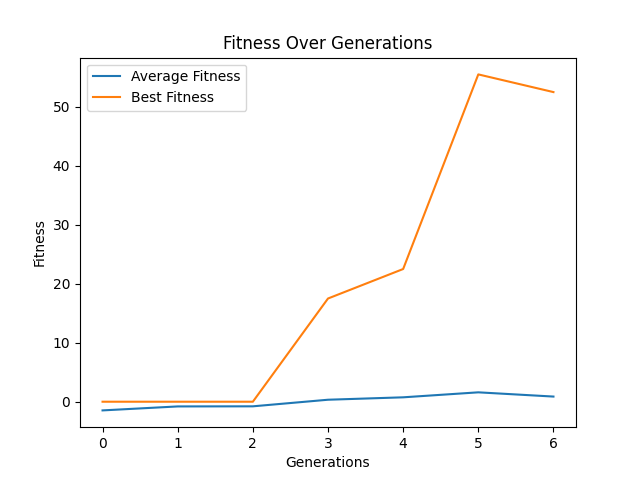 Fitness Over Generations
Average Fitness
Best Fitness
50
40
30
20
10
0
Fitness
0 1 2 3 4 5 6
Generations